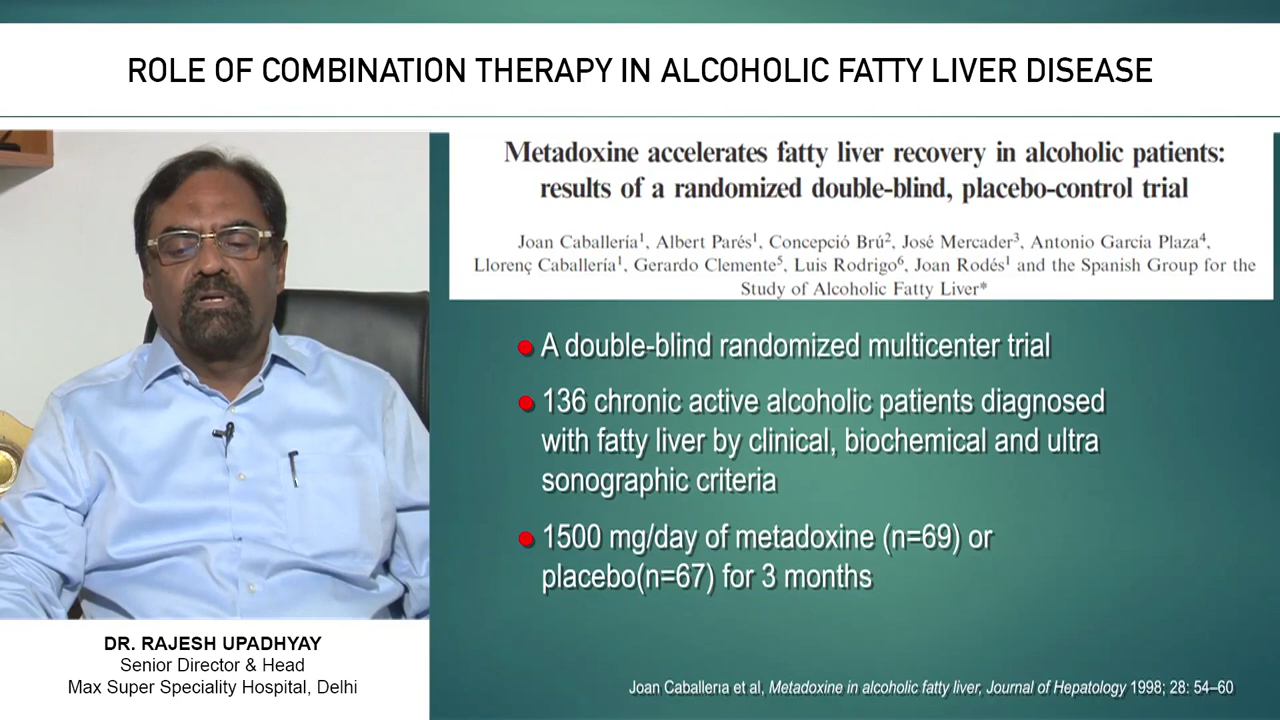 ROLE OF COMBINATION THERAPY IN ALCOHOLIC FATTY LIVER DISEASE
Metadoxine accelerates fatty liver recovery in alcoholic patients:
results of a randomized double-blind, placebo-control trial
Joan Caballería¹, Albert Parés¹, Concepció Brú², José Mercader³, Antonio García Plaza⁴,
Llorenç Caballería¹, Gerardo Clemente⁵, Luis Rodrigo⁶, Joan Rodés¹ and the Spanish Group for the
Study of Alcoholic Fatty Liver*
● A double-blind randomized multicenter trial
● 136 chronic active alcoholic patients diagnosed
with fatty liver by clinical, biochemical and ultra
sonographic criteria
● 1500 mg/day of metadoxine (n=69) or
placebo(n=67) for 3 months
Joan Caballerıa et al, Metadoxine in alcoholic fatty liver, Journal of Hepatology 1998; 28: 54–60
DR. RAJESH UPADHYAY
Senior Director & Head
Max Super Speciality Hospital, Delhi